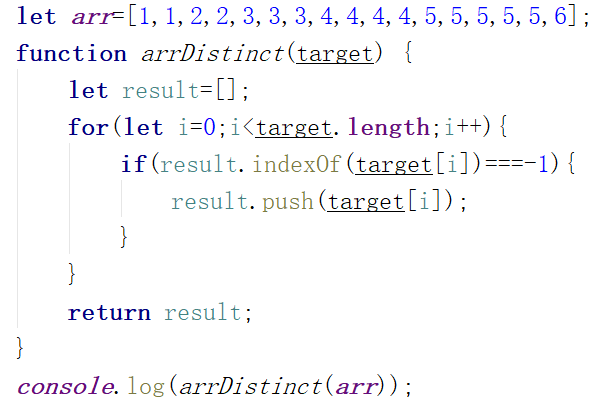 let arr=[1,1,2,2,3,3,3,4,4,4,4,5,5,5,5,5,6];
function arrDistinct(target) {
let result=[];
for(let i=0;i<target.length;i++){
if(result.indexOf(target[i])===-1){
result.push(target[i]);
}
}
return result;
}
console.log(arrDistinct(arr));